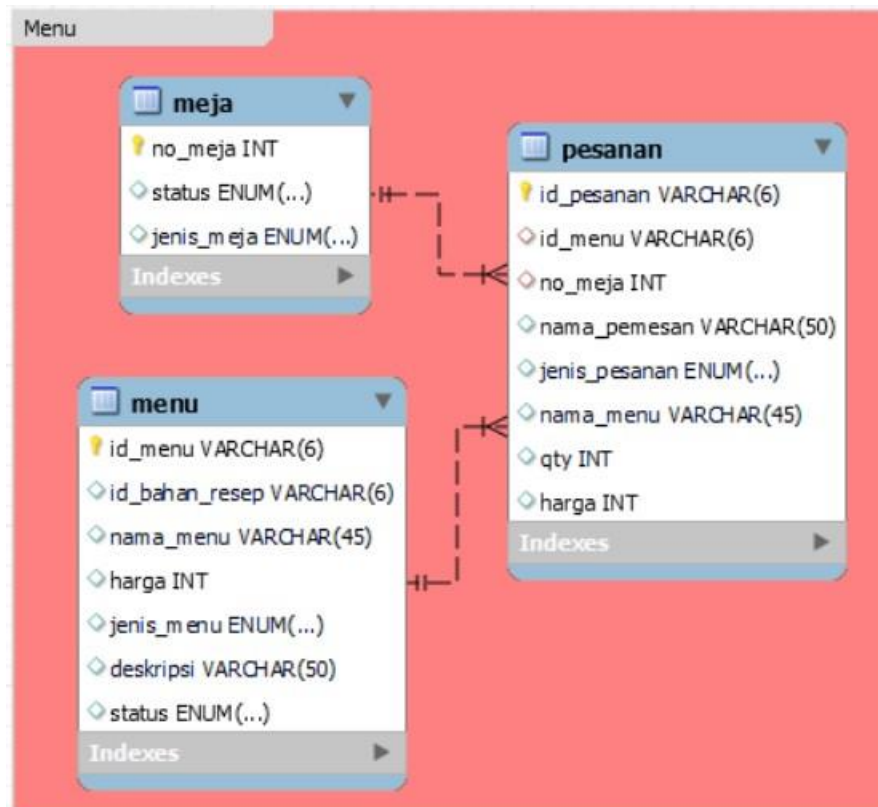 Menu
meja
no_meja INT
status ENUM(...)
jenis_meja ENUM(...)
Indexes
pesanan
id_pesanan VARCHAR(6)
id_menu VARCHAR(6)
no_meja INT
nama_pemesan VARCHAR(50)
jenis_pesanan ENUM(...)
nama_menu VARCHAR(45)
qty INT
harga INT
Indexes
menu
id_menu VARCHAR(6)
id_bahan_resep VARCHAR(6)
nama_menu VARCHAR(45)
harga INT
jenis_menu ENUM(...)
deskripsi VARCHAR(50)
status ENUM(...)
Indexes